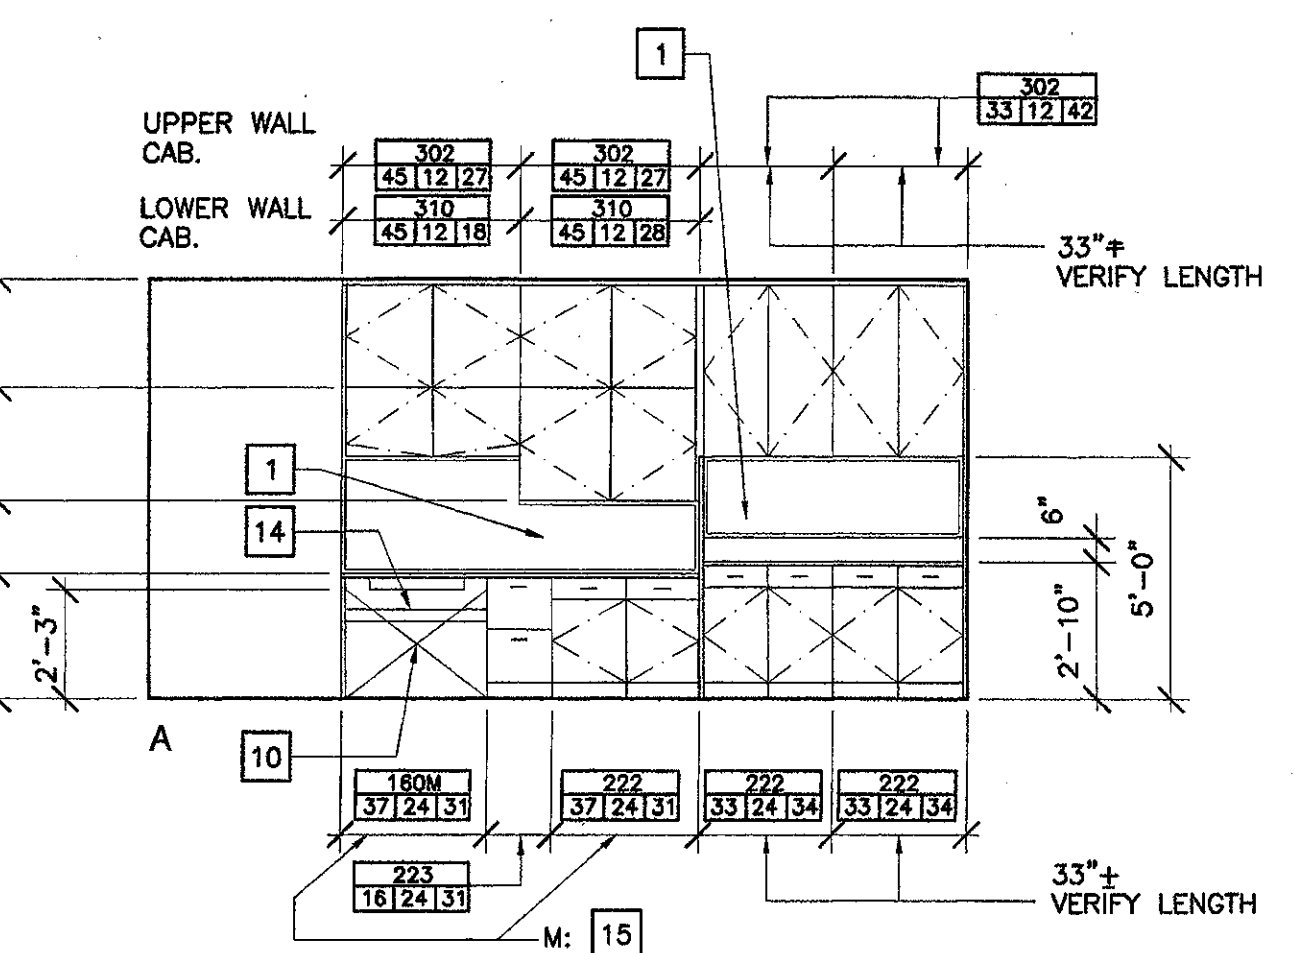 1
302
33 12 42
UPPER WALL
CAB.
302
45 12 27
302
45 12 27
LOWER WALL
CAB.
310
45 12 18
310
45 12 28
33"∓
VERIFY LENGTH
1
14
6"
5'-0"
2'-10"
2'-3"
A
10
160M
37 24 31
222
37 24 31
222
33 24 34
222
33 24 34
223
16 24 31
33"±
VERIFY LENGTH
M: 15